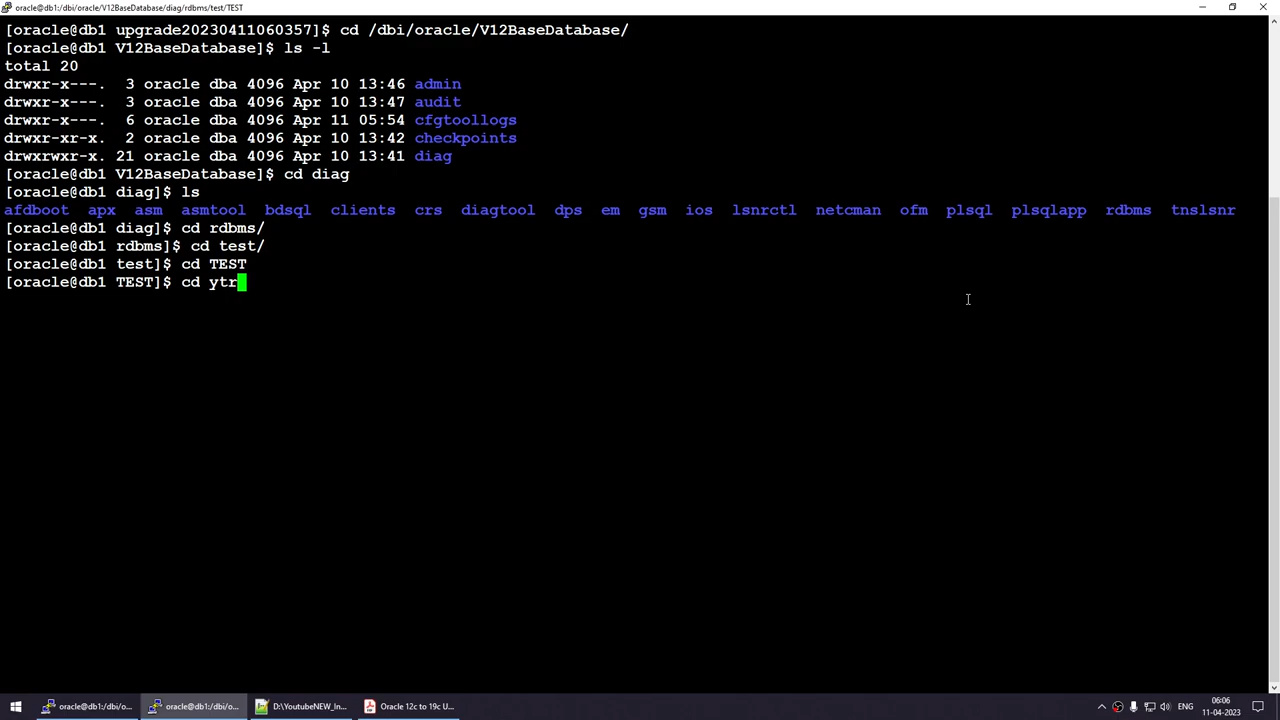 oracle@db1:/dbi/oracle/V12BaseDatabase/diag/rdbms/test/TEST
[oracle@db1 upgrade20230411060357]$ cd /dbi/oracle/V12BaseDatabase/
[oracle@db1 V12BaseDatabase]$ ls -l
total 20
drwxr-x---. 3 oracle dba 4096 Apr 10 13:46 admin
drwxr-x---. 3 oracle dba 4096 Apr 10 13:47 audit
drwxr-x---. 6 oracle dba 4096 Apr 11 05:54 cfgtoollogs
drwxr-xr-x. 2 oracle dba 4096 Apr 10 13:42 checkpoints
drwxrwxr-x. 21 oracle dba 4096 Apr 10 13:41 diag
[oracle@db1 V12BaseDatabase]$ cd diag
[oracle@db1 diag]$ ls
afdboot apx asm asmtool bdsql clients crs diagtool dps em gsm ios lsnrctl netcman ofm plsql plsqlapp rdbms tnslsnr
[oracle@db1 diag]$ cd rdbms/
[oracle@db1 rdbms]$ cd test/
[oracle@db1 test]$ cd TEST
[oracle@db1 TEST]$ cd ytr
oracle@db1:/dbi/o... oracle@db1:/dbi/o... D:\YoutubeNEW_In... Oracle 12c to 19c U... ENG 06:06
11-04-2023